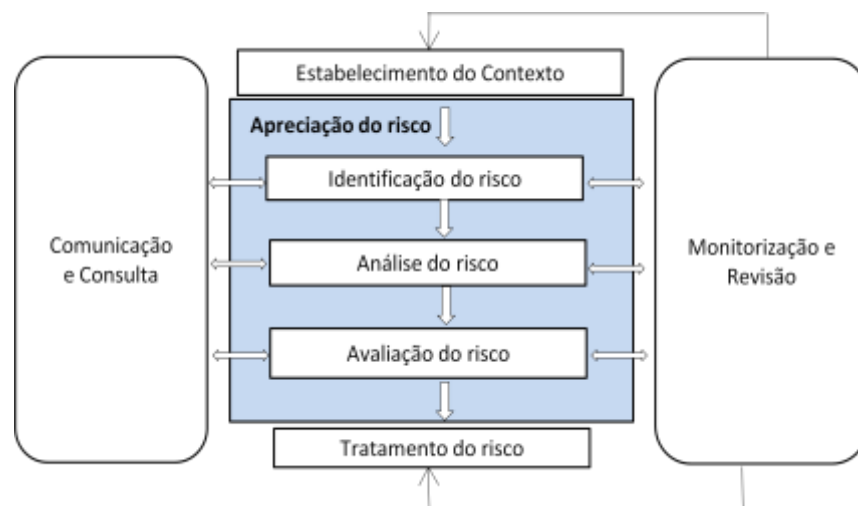 Estabelecimento do Contexto
Apreciação do risco
Identificação do risco
Comunicação
e Consulta
Análise do risco
Monitorização e
Revisão
Avaliação do risco
Tratamento do risco